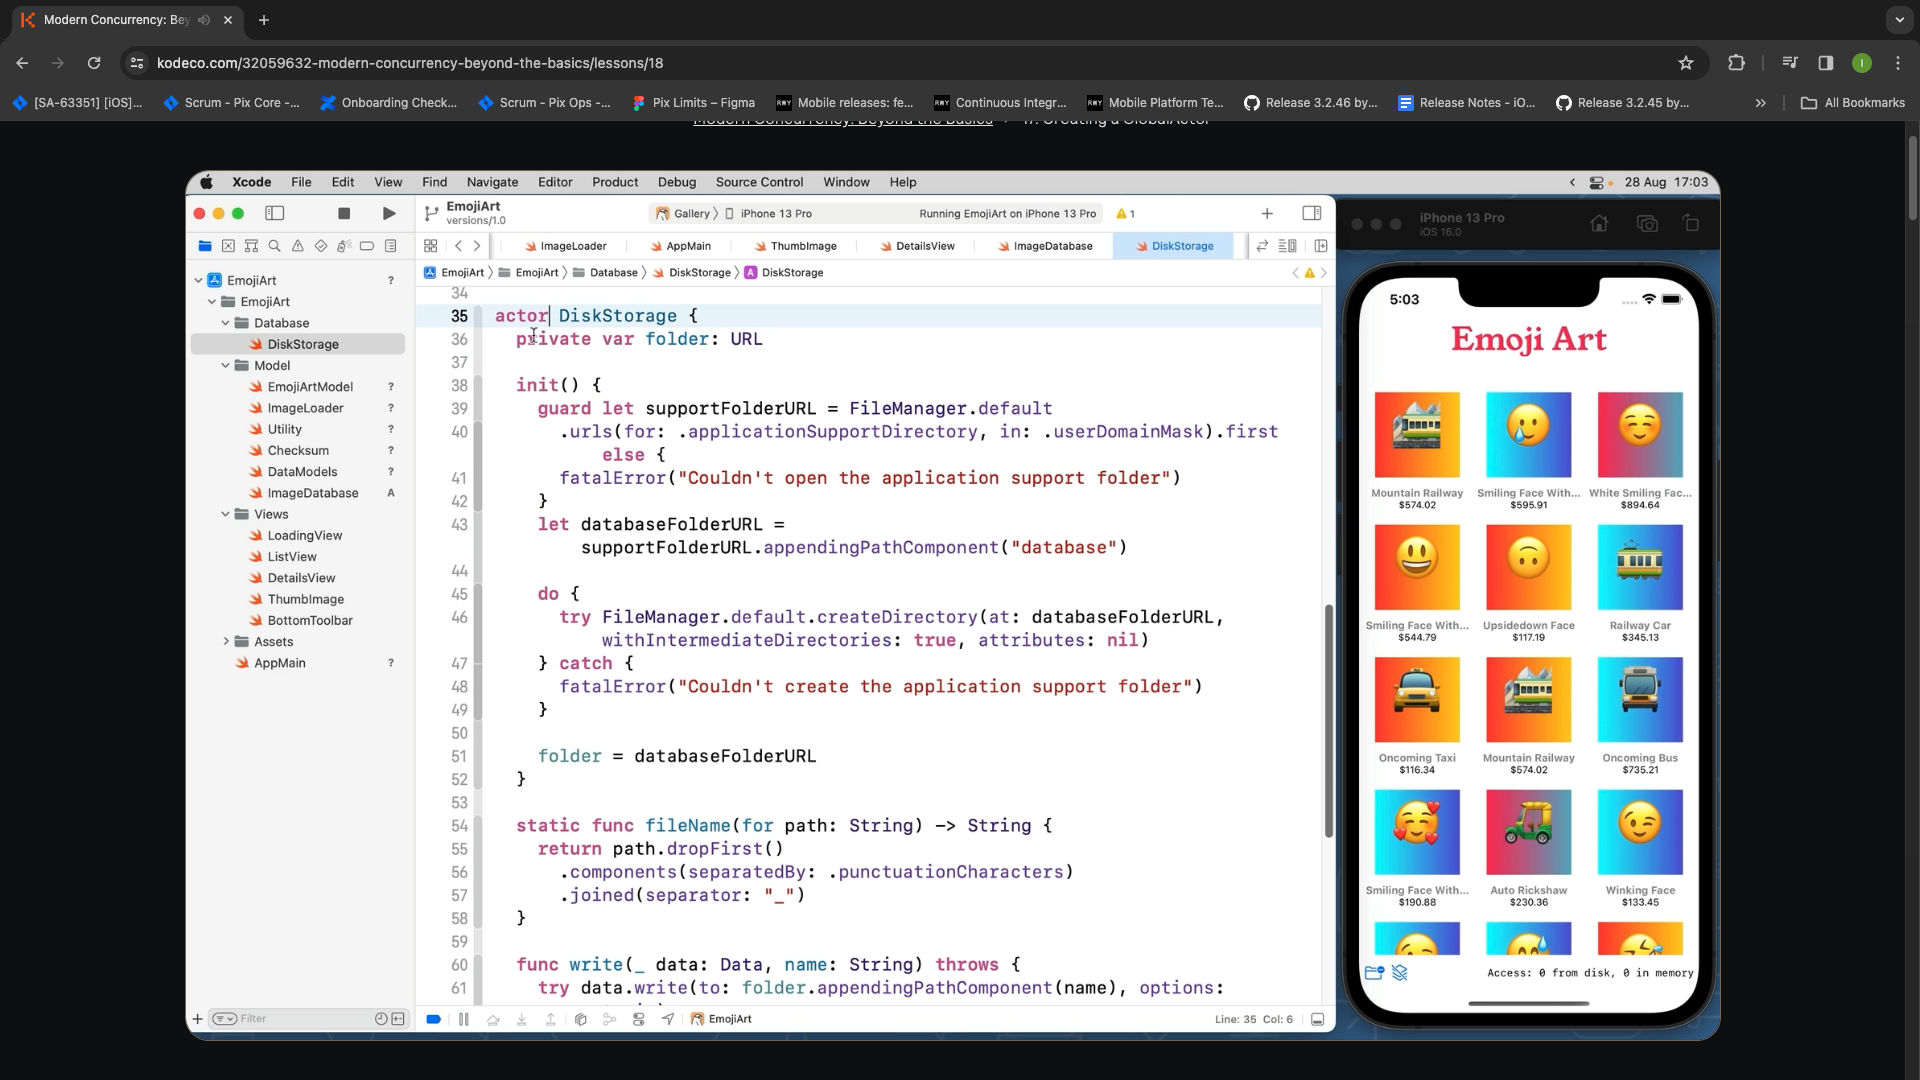 Modern Concurrency: Bey
kodeco.com/32059632-modern-concurrency-beyond-the-basics/lessons/18
I
[SA-63351] [iOS]...
Scrum - Pix Core -...
Onboarding Check...
Scrum - Pix Ops -...
Pix Limits – Figma
RWY Mobile releases: fe...
RWY Continuous Integr...
RWY Mobile Platform Te...
Release 3.2.46 by...
Release Notes - iO...
Release 3.2.45 by...
All Bookmarks
Modern Concurrency: Beyond the Basics 17. Creating a GlobalActor
Xcode File Edit View Find Navigate Editor Product Debug Source Control Window Help
28 Aug 17:03
EmojiArt
versions/1.0
Gallery iPhone 13 Pro
Running EmojiArt on iPhone 13 Pro
1
ImageLoader
AppMain
ThumbImage
DetailsView
ImageDatabase
DiskStorage
EmojiArt EmojiArt Database DiskStorage A DiskStorage
EmojiArt ?
EmojiArt
Database
DiskStorage
Model
EmojiArtModel ?
ImageLoader ?
Utility ?
Checksum ?
DataModels ?
ImageDatabase A
Views
LoadingView
ListView
DetailsView
ThumbImage
BottomToolbar
Assets
AppMain ?
Filter
34
35 actor DiskStorage {
36 private var folder: URL
37
38 init() {
39 guard let supportFolderURL = FileManager.default
40 .urls(for: .applicationSupportDirectory, in: .userDomainMask).first
else {
41 fatalError("Couldn't open the application support folder")
42 }
43 let databaseFolderURL =
supportFolderURL.appendingPathComponent("database")
44
45 do {
46 try FileManager.default.createDirectory(at: databaseFolderURL,
withIntermediateDirectories: true, attributes: nil)
47 } catch {
48 fatalError("Couldn't create the application support folder")
49 }
50
51 folder = databaseFolderURL
52 }
53
54 static func fileName(for path: String) -> String {
55 return path.dropFirst()
56 .components(separatedBy: .punctuationCharacters)
57 .joined(separator: "_")
58 }
59
60 func write(_ data: Data, name: String) throws {
61 try data.write(to: folder.appendingPathComponent(name), options:
EmojiArt
Line: 35 Col: 6
iPhone 13 Pro
iOS 16.0
5:03
Emoji Art
Mountain Railway
$574.02
Smiling Face With...
$595.91
White Smiling Fac...
$894.64
Smiling Face With...
$544.79
Upsidedown Face
$117.19
Railway Car
$345.13
Oncoming Taxi
$116.34
Mountain Railway
$574.02
Oncoming Bus
$735.21
Smiling Face With...
$190.88
Auto Rickshaw
$230.36
Winking Face
$133.45
Access: 0 from disk, 0 in memory